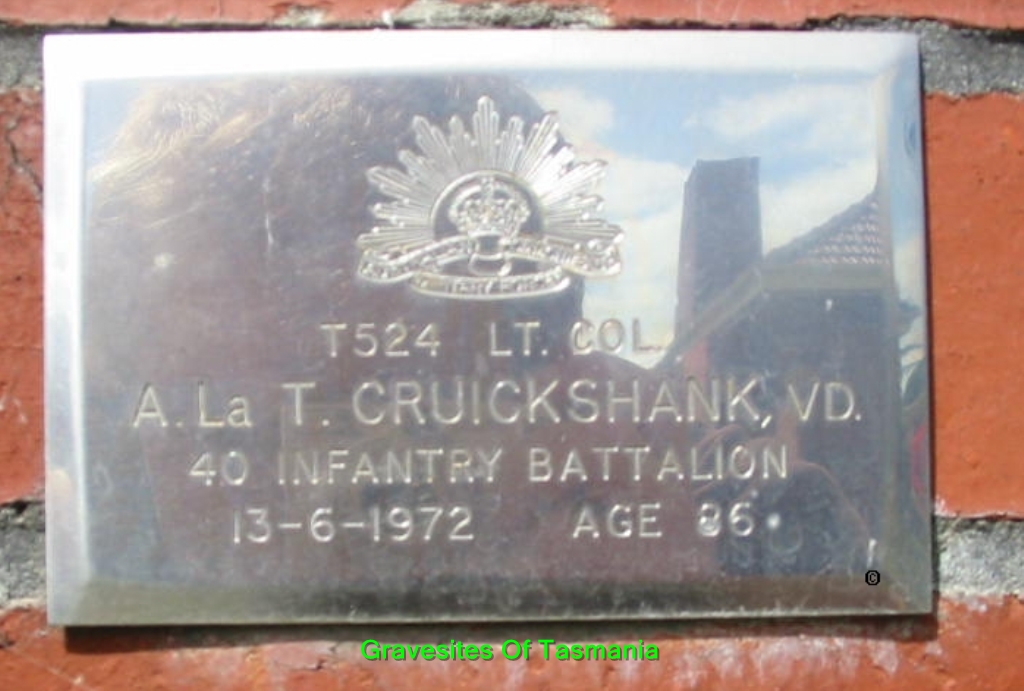 T524 LT. COL.
A. La T. CRUICKSHANK, VD.
40 INFANTRY BATTALION
13-6-1972 AGE 86
©
Gravesites Of Tasmania